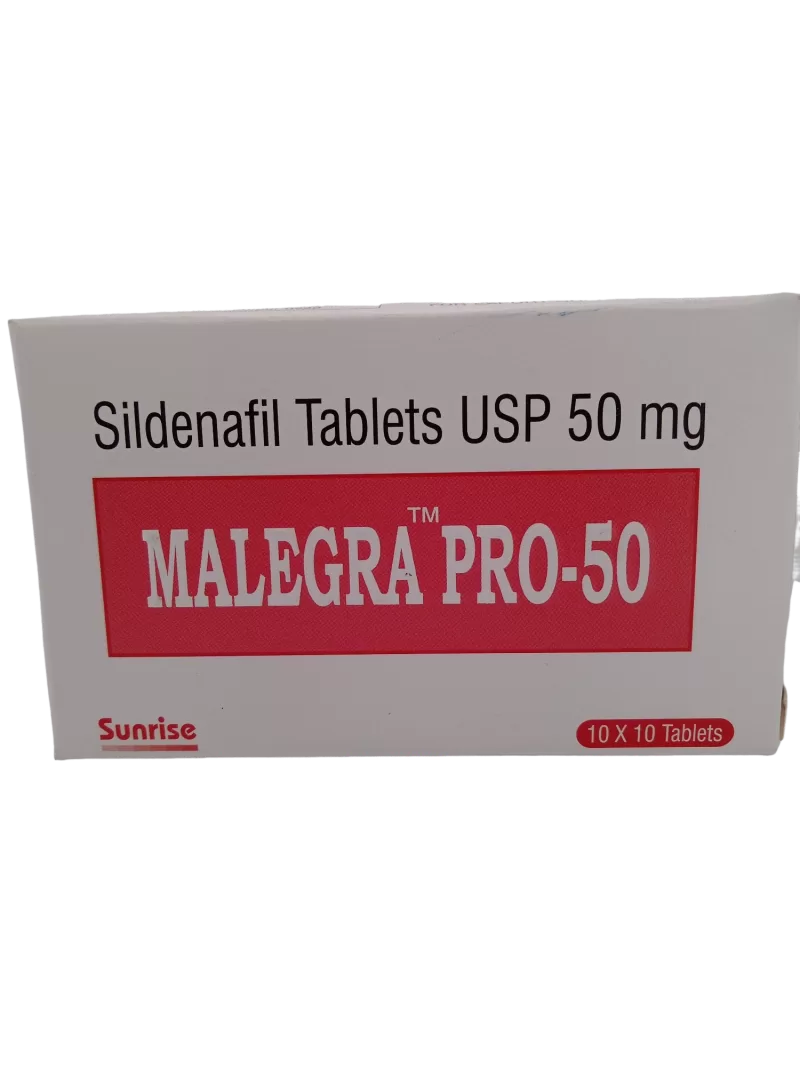 Sildenafil Tablets USP 50 mg
MALEGRA™ PRO-50
Sunrise
10 X 10 Tablets